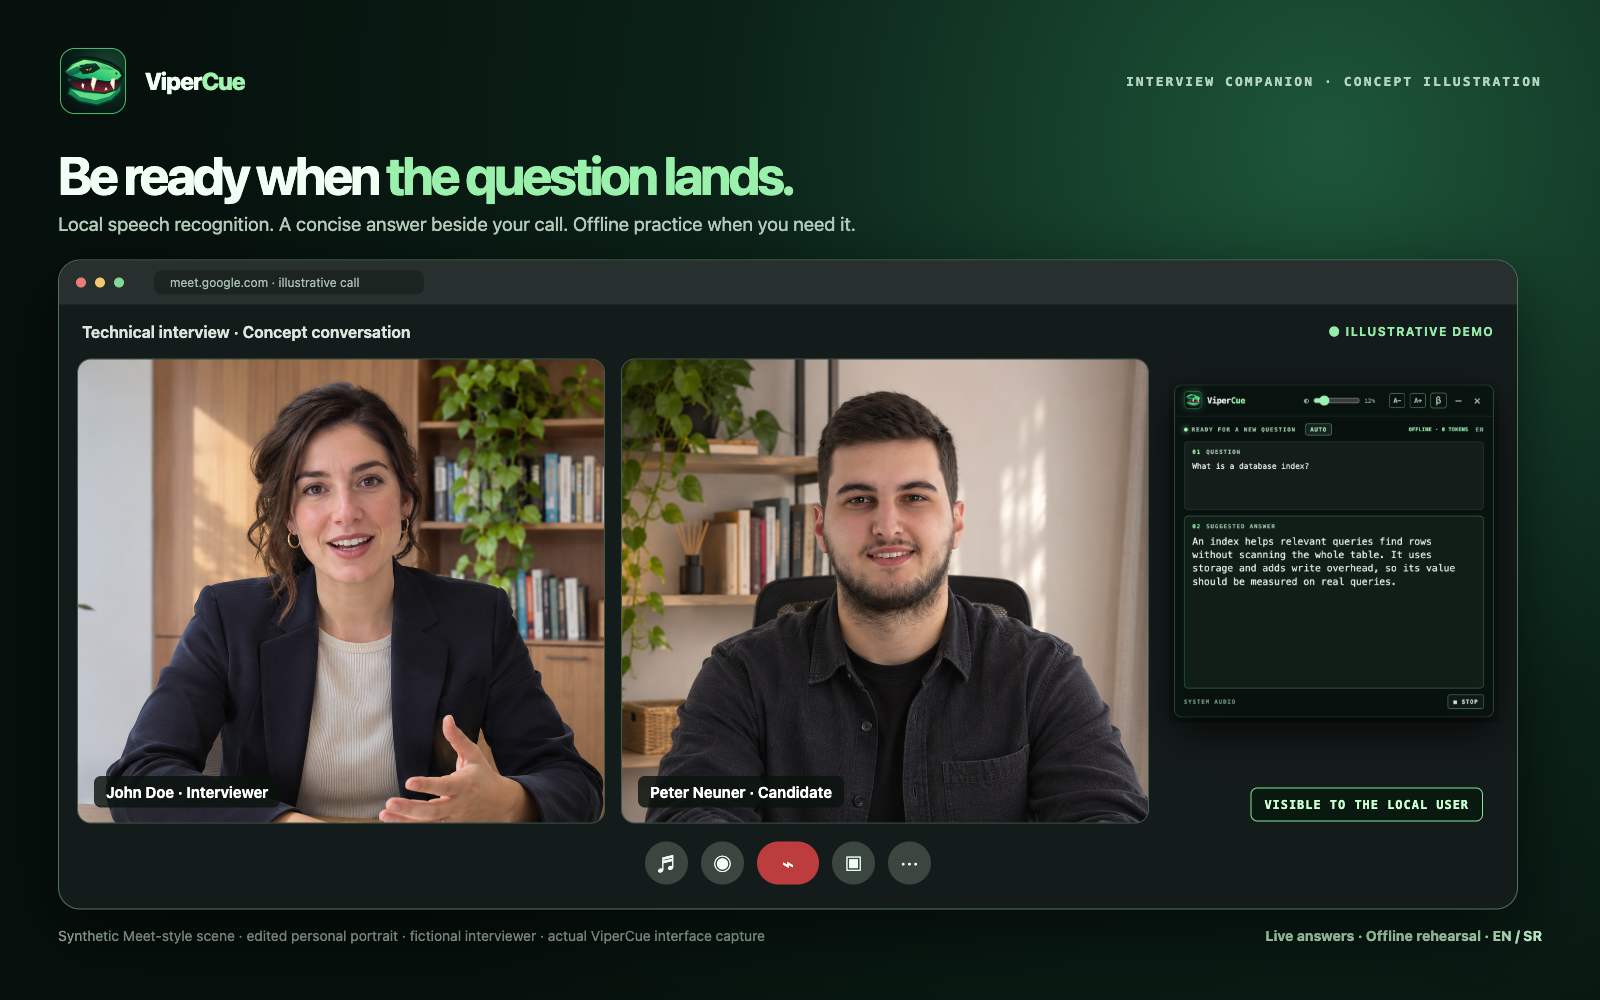 ViperCue
INTERVIEW COMPANION · CONCEPT ILLUSTRATION
Be ready when the question lands.
Local speech recognition. A concise answer beside your call. Offline practice when you need it.
meet.google.com · illustrative call
Technical interview · Concept conversation
ILLUSTRATIVE DEMO
John Doe · Interviewer
Peter Neuner · Candidate
ViperCue
12%
A−
A+
β
READY FOR A NEW QUESTION
AUTO
OFFLINE · 0 TOKENS
EN
01 QUESTION
What is a database index?
02 SUGGESTED ANSWER
An index helps relevant queries find rows
without scanning the whole table. It uses
storage and adds write overhead, so its value
should be measured on real queries.
SYSTEM AUDIO
STOP
VISIBLE TO THE LOCAL USER
Synthetic Meet-style scene · edited personal portrait · fictional interviewer · actual ViperCue interface capture
Live answers · Offline rehearsal · EN / SR